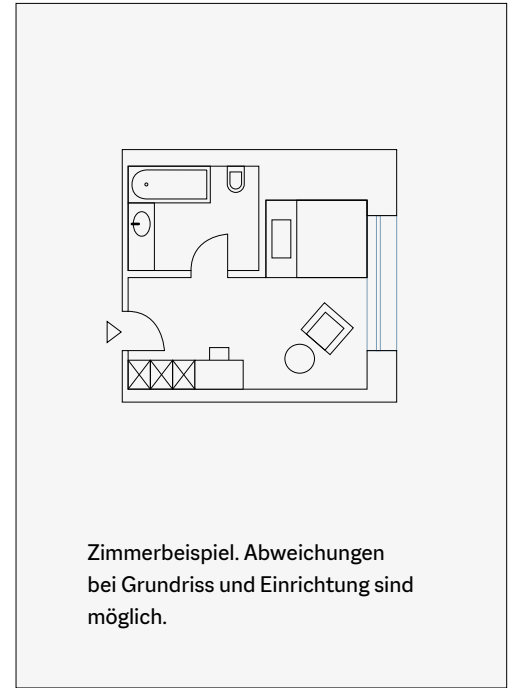 Zimmerbeispiel. Abweichungen
bei Grundriss und Einrichtung sind
möglich.